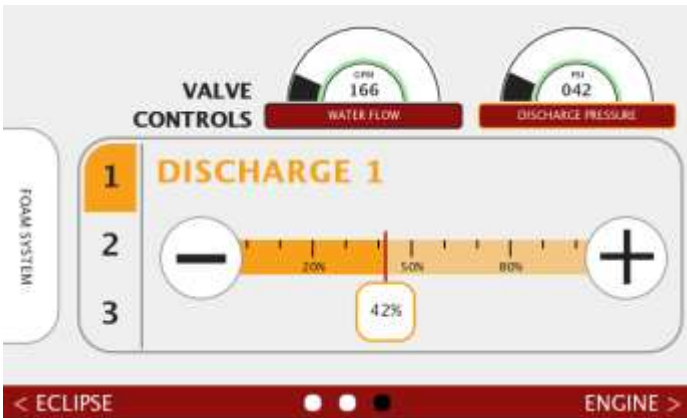 VALVE
CONTROLS
GPM
166
WATER FLOW
PSI
042
DISCHARGE PRESSURE
FOAM SYSTEM
1
2
3
DISCHARGE 1
20%
50%
80%
42%
< ECLIPSE
ENGINE >